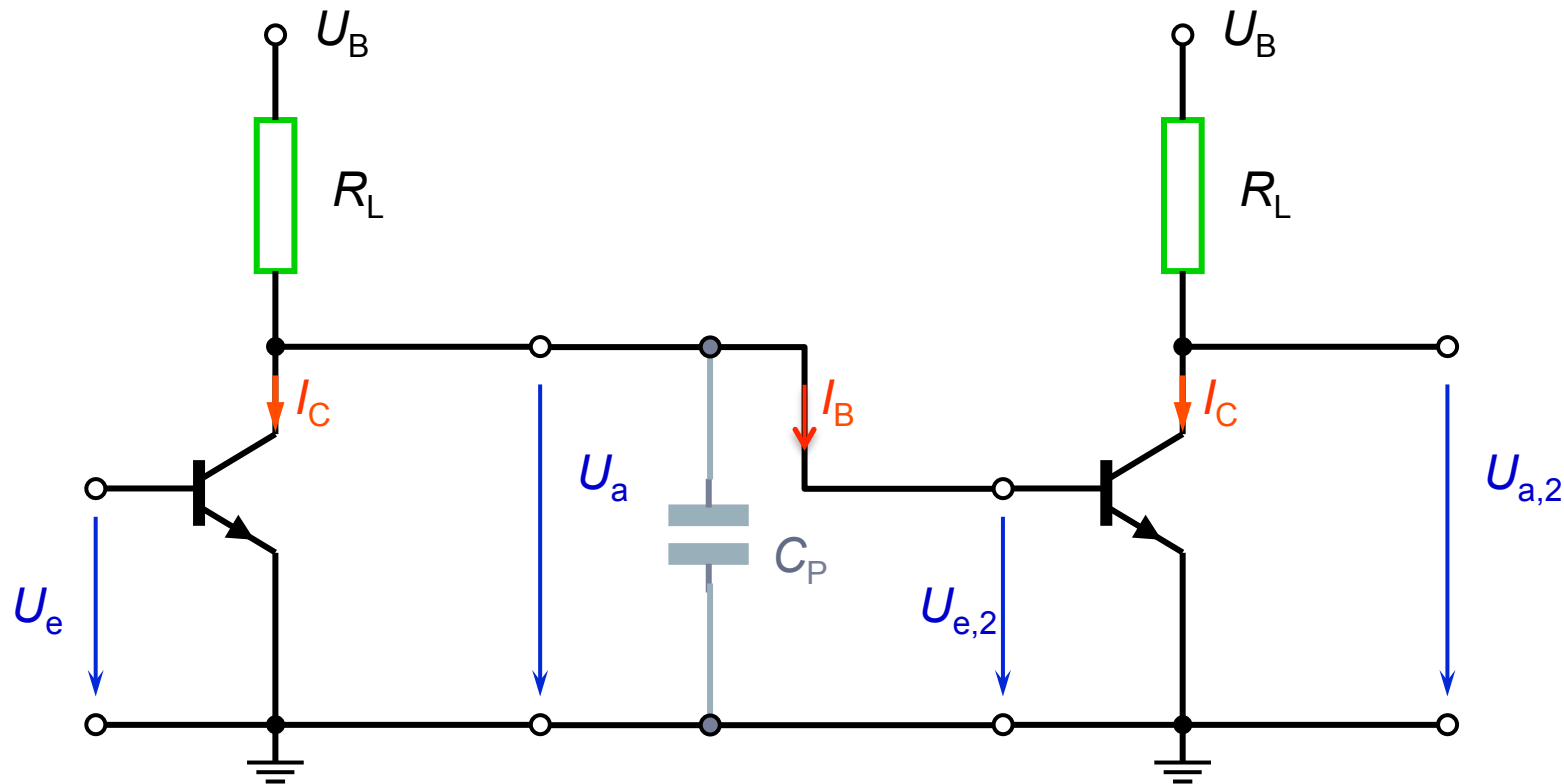 U_B
U_B
R_L
R_L
I_C
I_B
I_C
U_a
U_a,2
C_P
U_e
U_e,2